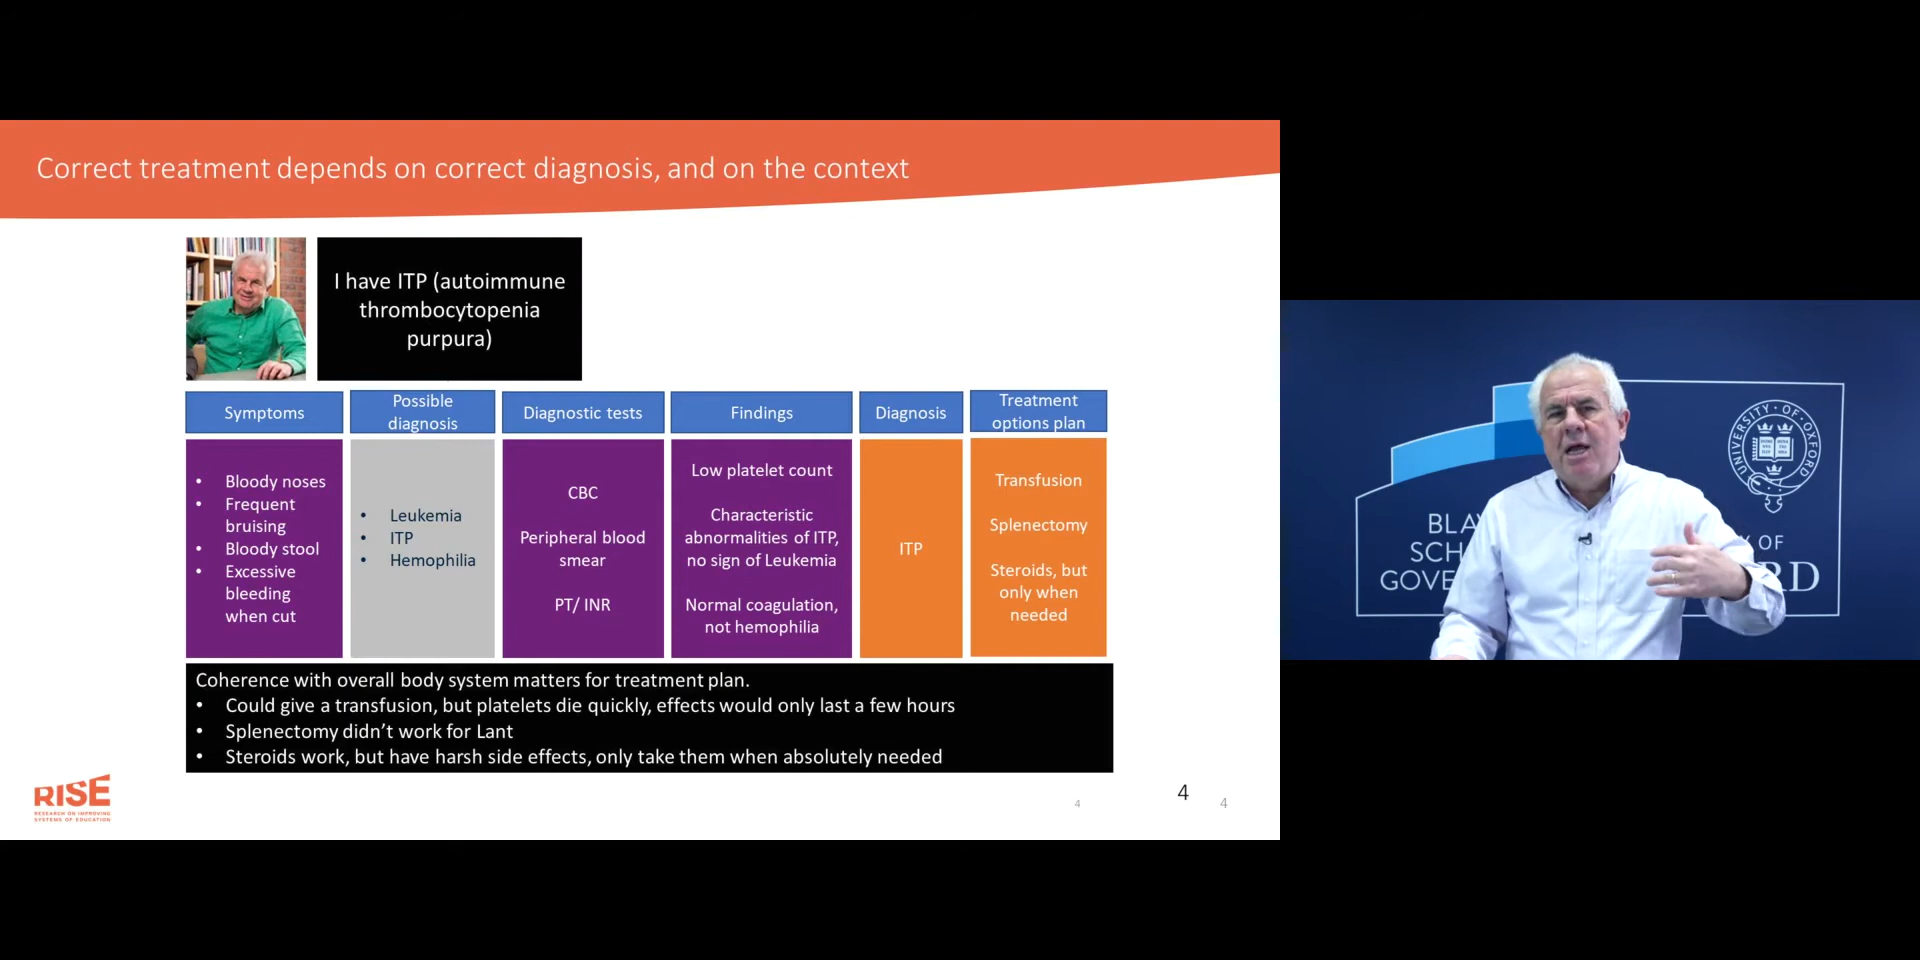 Correct treatment depends on correct diagnosis, and on the context
I have ITP (autoimmune
thrombocytopenia
purpura)
Symptoms
Possible
diagnosis
Diagnostic tests
Findings
Diagnosis
Treatment
options plan
• Bloody noses
• Frequent
bruising
• Bloody stool
• Excessive
bleeding
when cut
• Leukemia
• ITP
• Hemophilia
CBC
Peripheral blood
smear
PT/ INR
Low platelet count
Characteristic
abnormalities of ITP,
no sign of Leukemia
Normal coagulation,
not hemophilia
ITP
Transfusion
Splenectomy
Steroids, but
only when
needed
Coherence with overall body system matters for treatment plan.
• Could give a transfusion, but platelets die quickly, effects would only last a few hours
• Splenectomy didn't work for Lant
• Steroids work, but have harsh side effects, only take them when absolutely needed
RISE
RESEARCH ON IMPROVING
SYSTEMS OF EDUCATION
4
4
4
BLA
SCH
GOVE
UNIVERSITY OF OXFORD
Y OF
RD